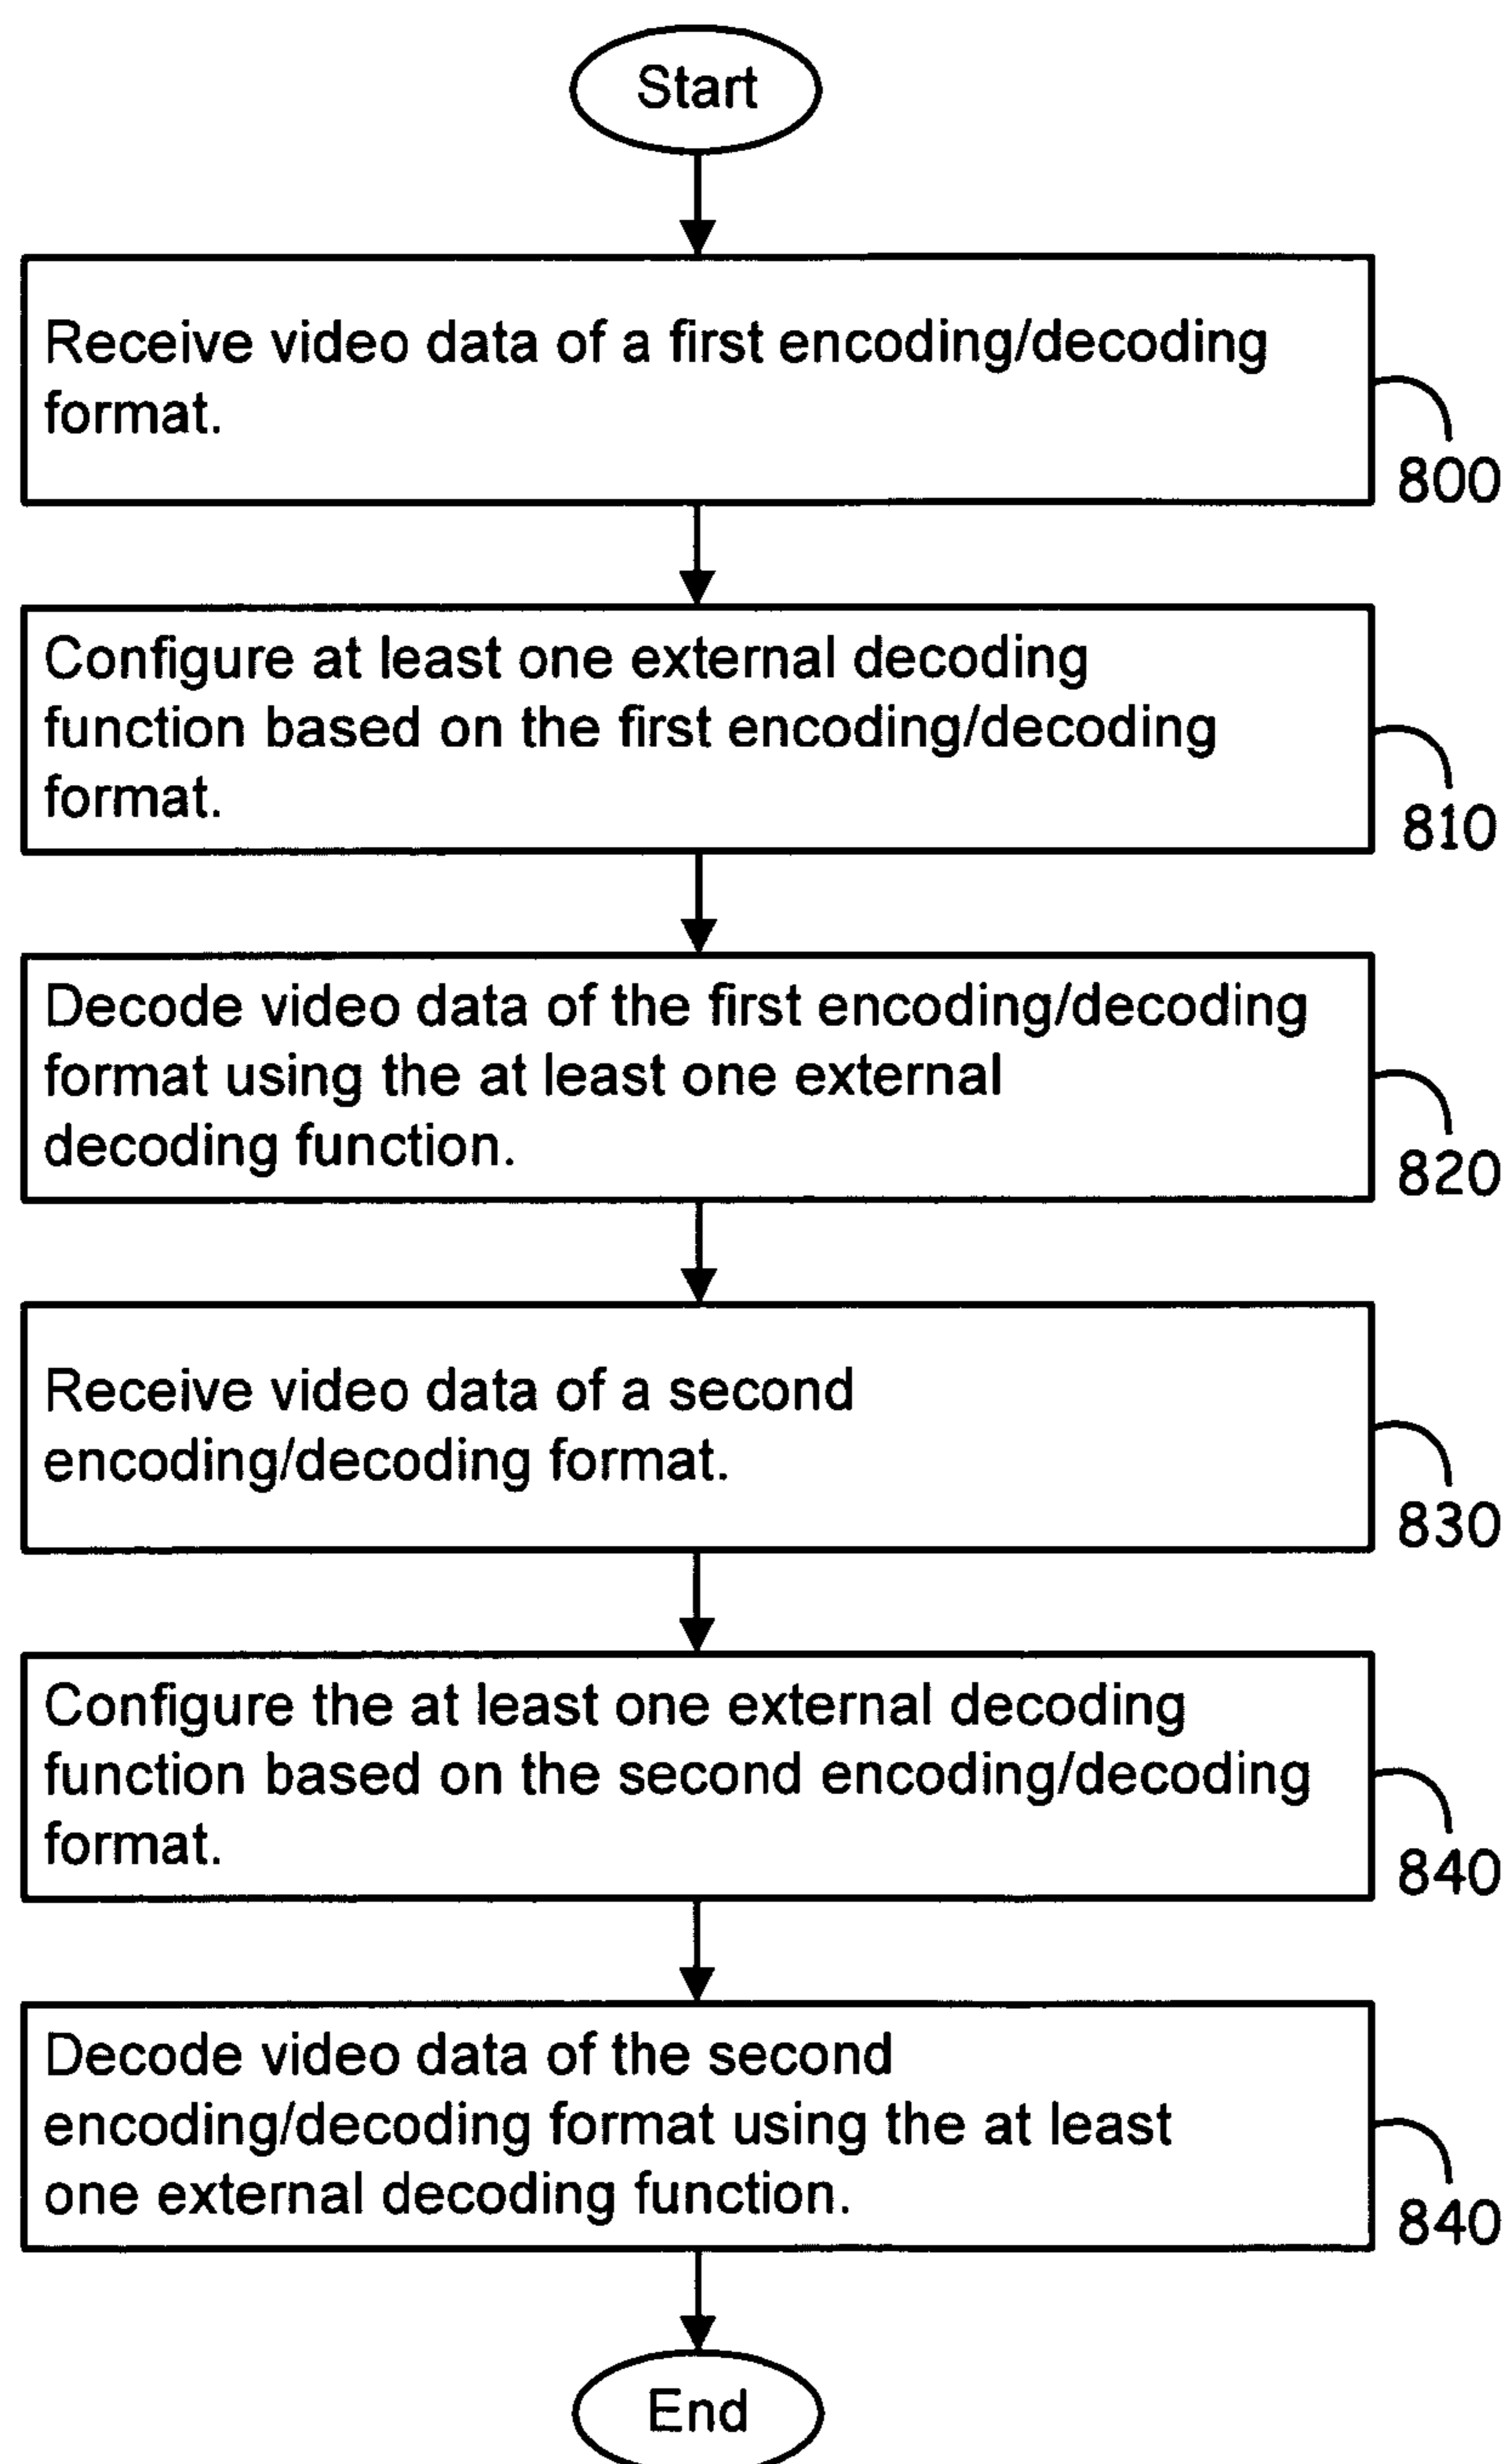 Start
Receive video data of a first encoding/decoding
format.
800
Configure at least one external decoding
function based on the first encoding/decoding
format.
810
Decode video data of the first encoding/decoding
format using the at least one external
decoding function.
820
Receive video data of a second
encoding/decoding format.
830
Configure the at least one external decoding
function based on the second encoding/decoding
format.
840
Decode video data of the second
encoding/decoding format using the at least
one external decoding function.
840
End